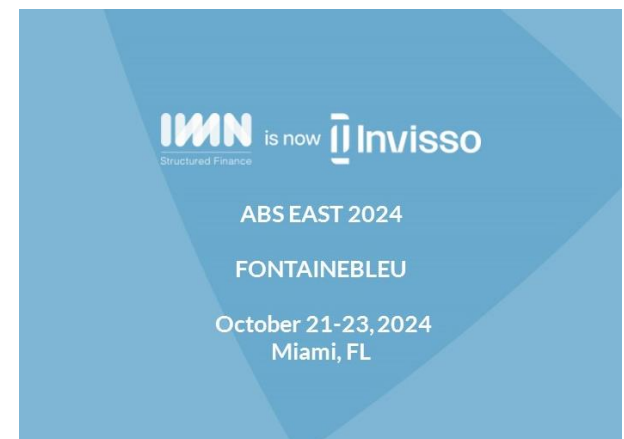 IMN is now Invisso
Structured Finance
ABS EAST 2024
FONTAINEBLEU
October 21-23, 2024
Miami, FL